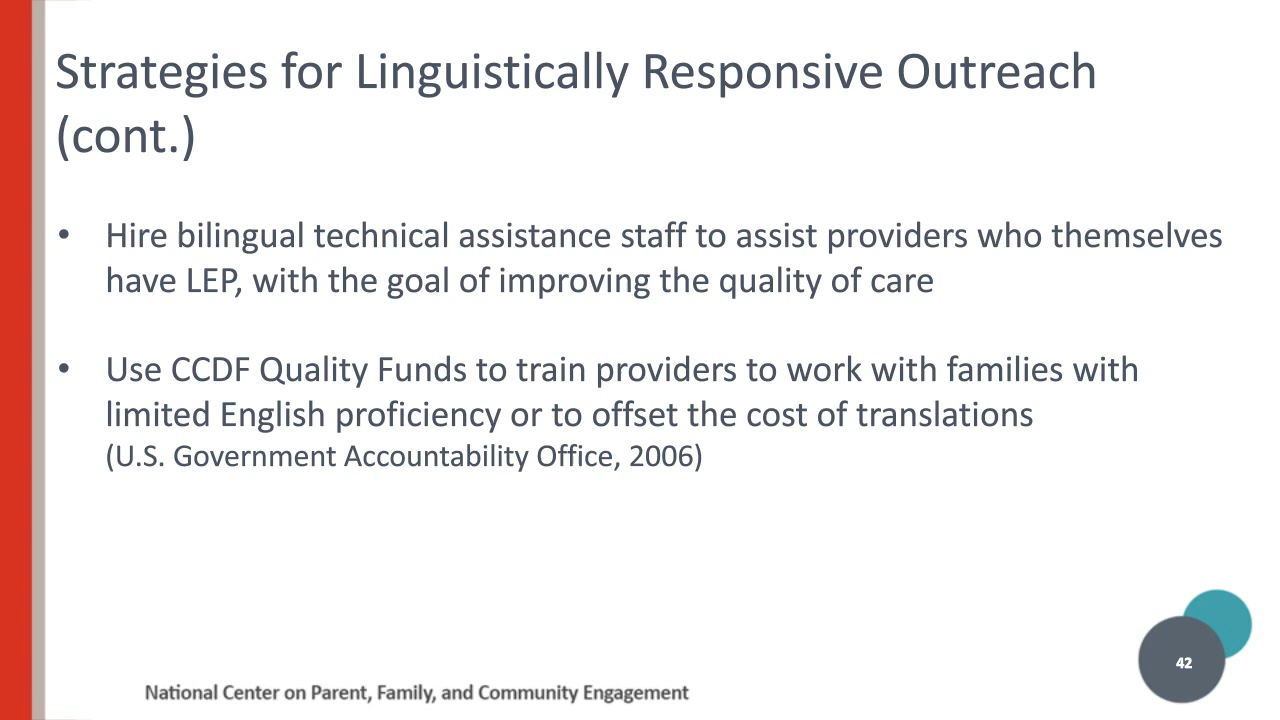 Strategies for Linguistically Responsive Outreach
(cont.)
• Hire bilingual technical assistance staff to assist providers who themselves
have LEP, with the goal of improving the quality of care
• Use CCDF Quality Funds to train providers to work with families with
limited English proficiency or to offset the cost of translations
(U.S. Government Accountability Office, 2006)
42
National Center on Parent, Family, and Community Engagement